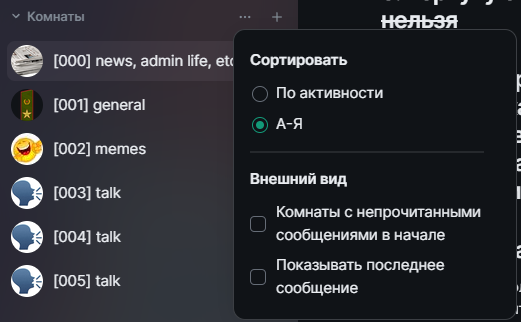 Комнаты
нельзя
[000] news, admin life, etc
[001] general
[002] memes
[003] talk
[004] talk
[005] talk
Сортировать
По активности
А-Я
Внешний вид
Комнаты с непрочитанными
сообщениями в начале
Показывать последнее
сообщение